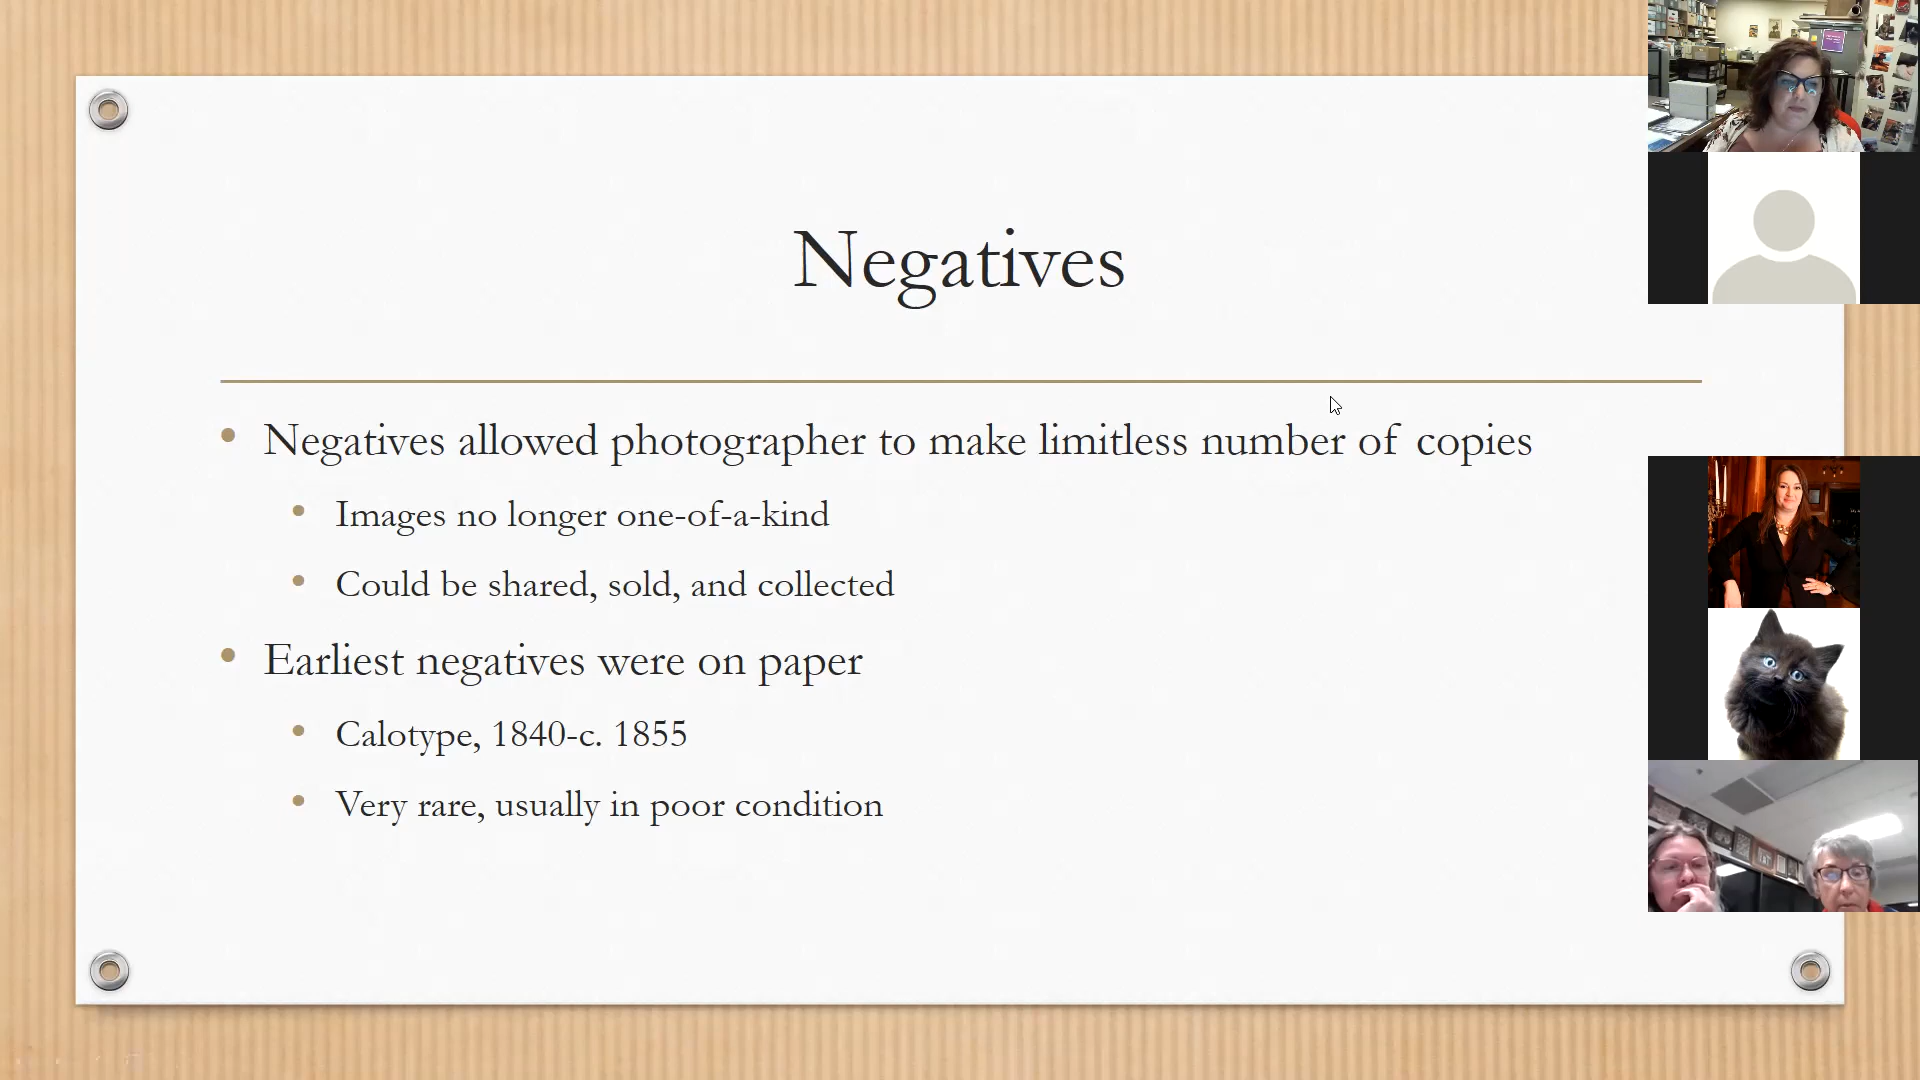 Negatives
Negatives allowed photographer to make limitless number of copies
Images no longer one-of-a-kind
Could be shared, sold, and collected
Earliest negatives were on paper
Calotype, 1840-c. 1855
Very rare, usually in poor condition